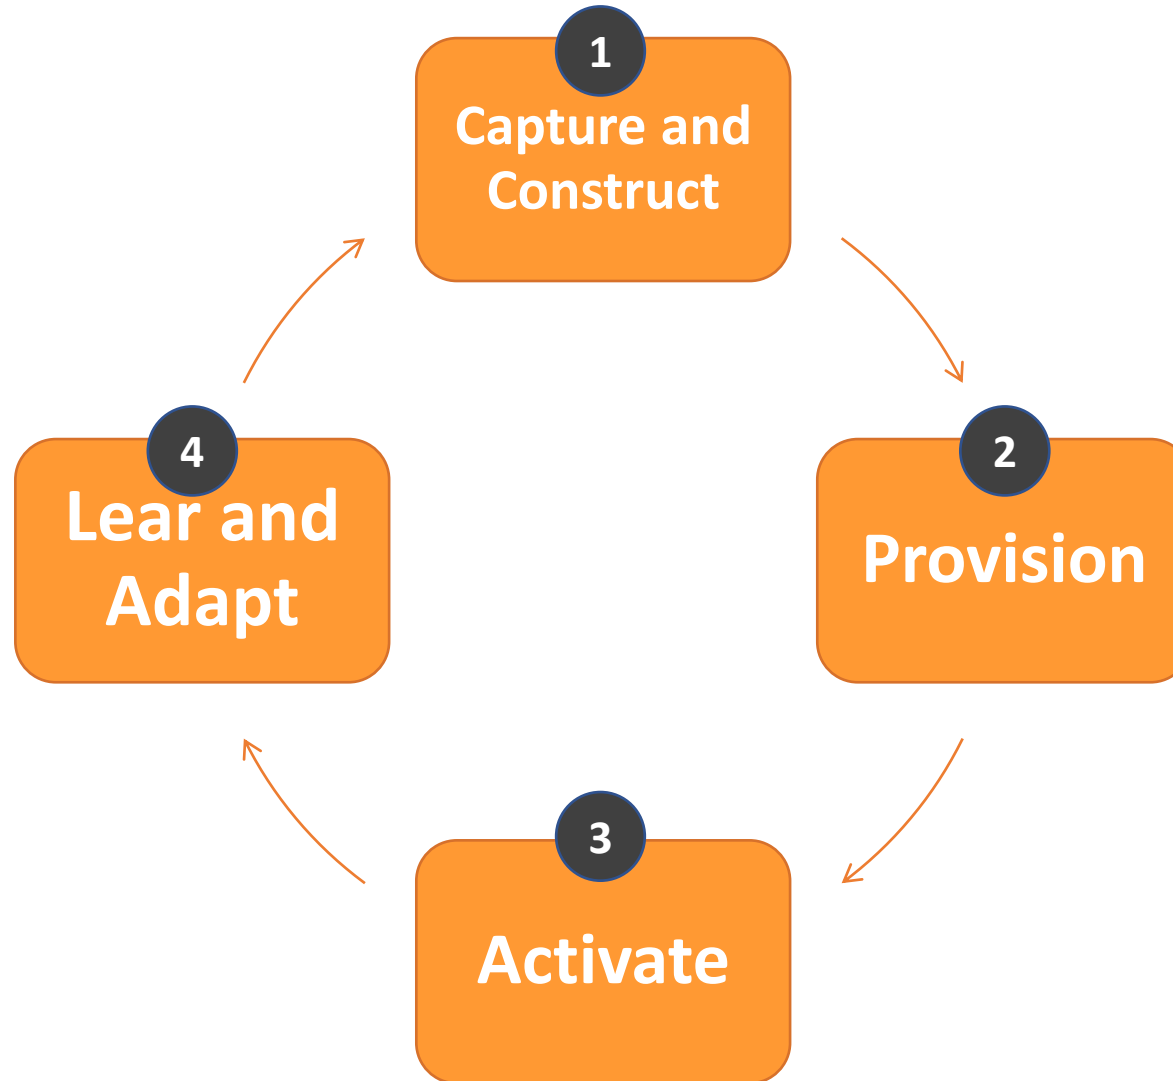 1
Capture and
Construct
2
Provision
3
Activate
4
Lear and
Adapt